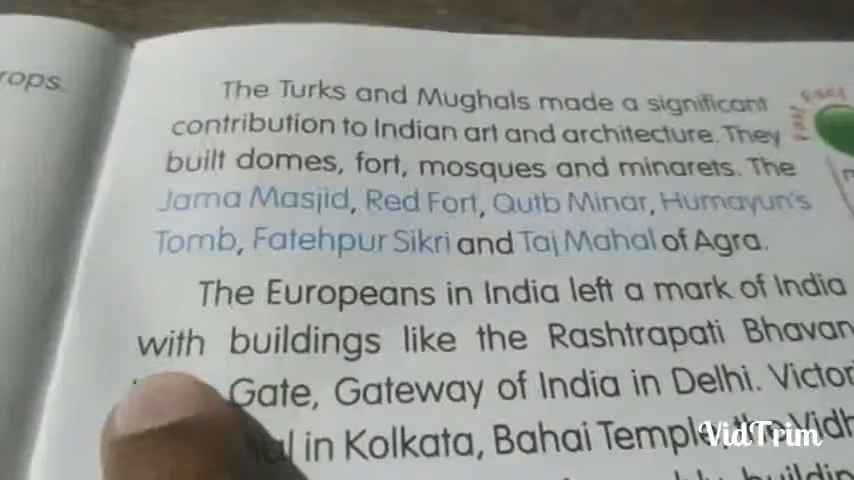 rops.
The Turks and Mughals made a significant
contribution to Indian art and architecture. They
built domes, fort, mosques and minarets. The
Jama Masjid, Red Fort, Qutb Minar, Humayun's
Tomb, Fatehpur Sikri and Taj Mahal of Agra.
The Europeans in India left a mark of India
with buildings like the Rashtrapati Bhavan
Gate, Gateway of India in Delhi. Victor
in Kolkata, Bahai Temple, the Vidh
VidTrim